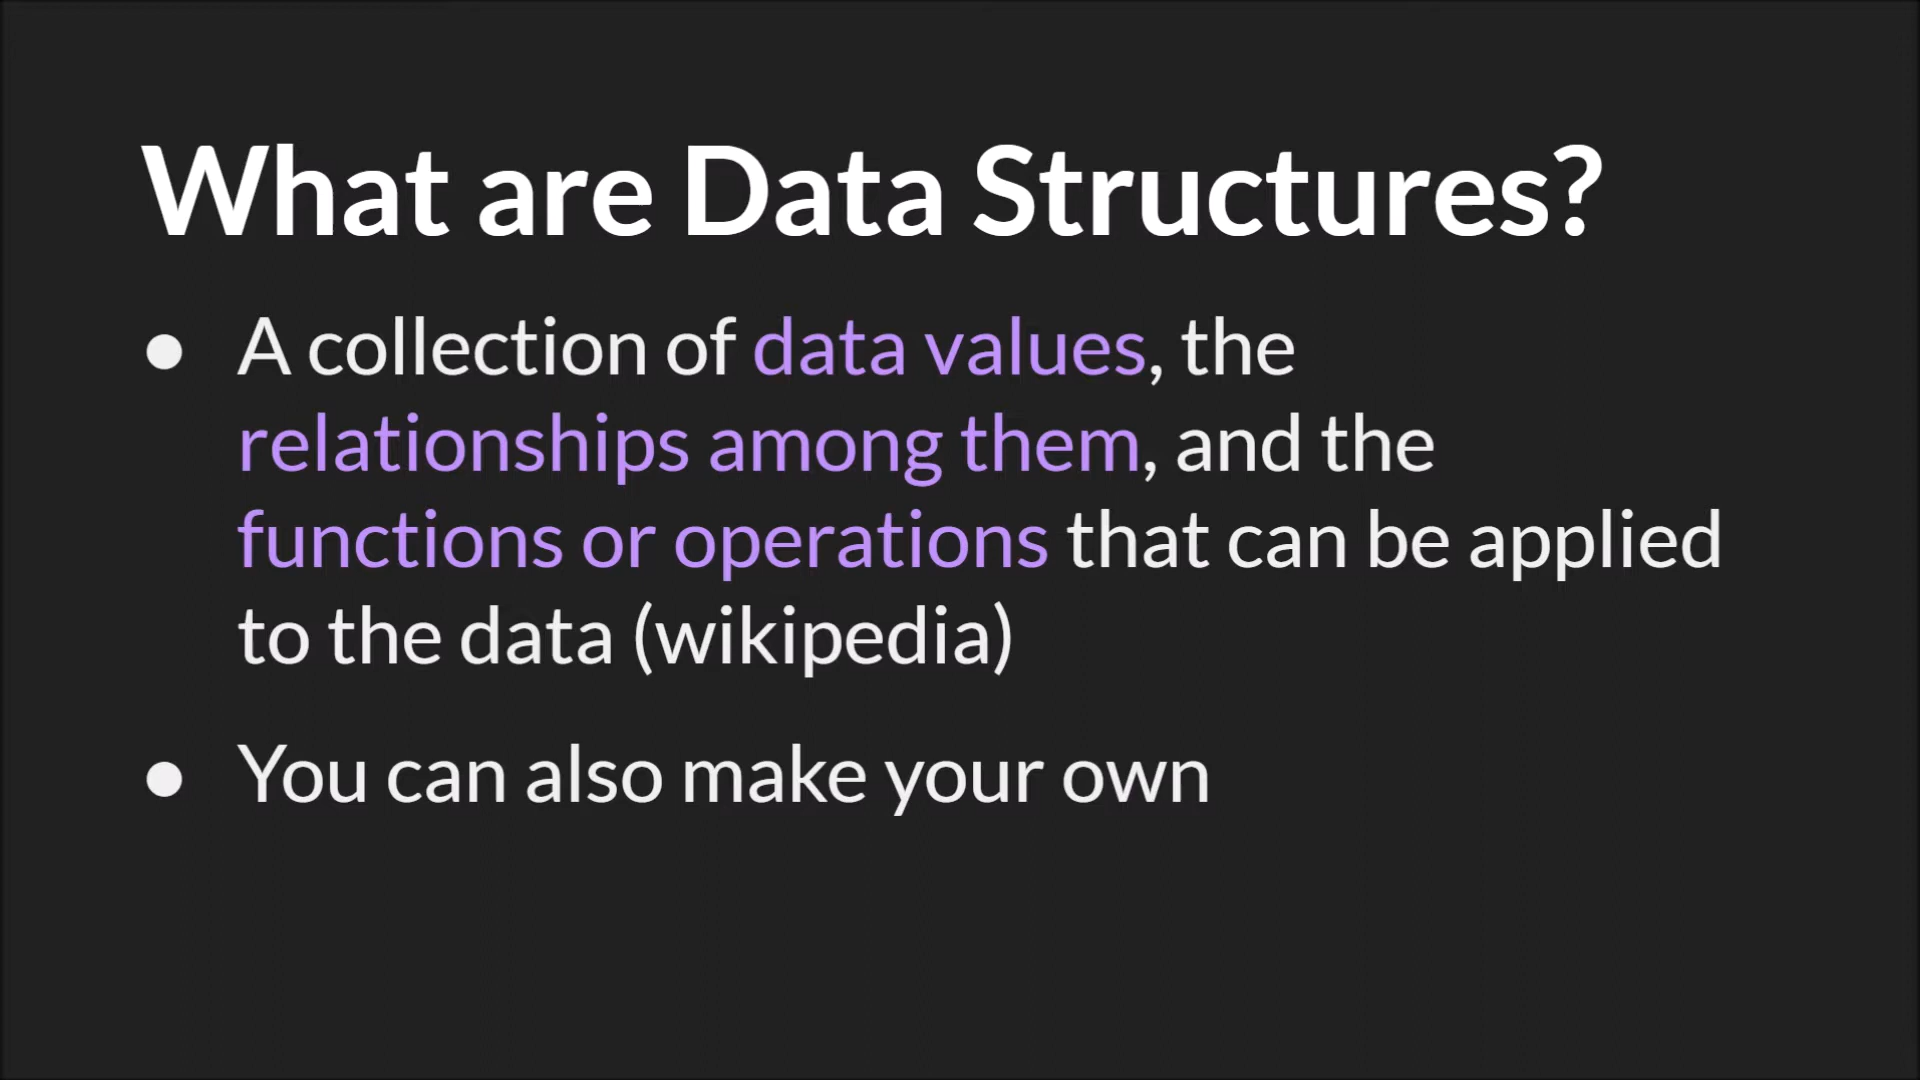 What are Data Structures?
● A collection of data values, the
relationships among them, and the
functions or operations that can be applied
to the data (wikipedia)
● You can also make your own